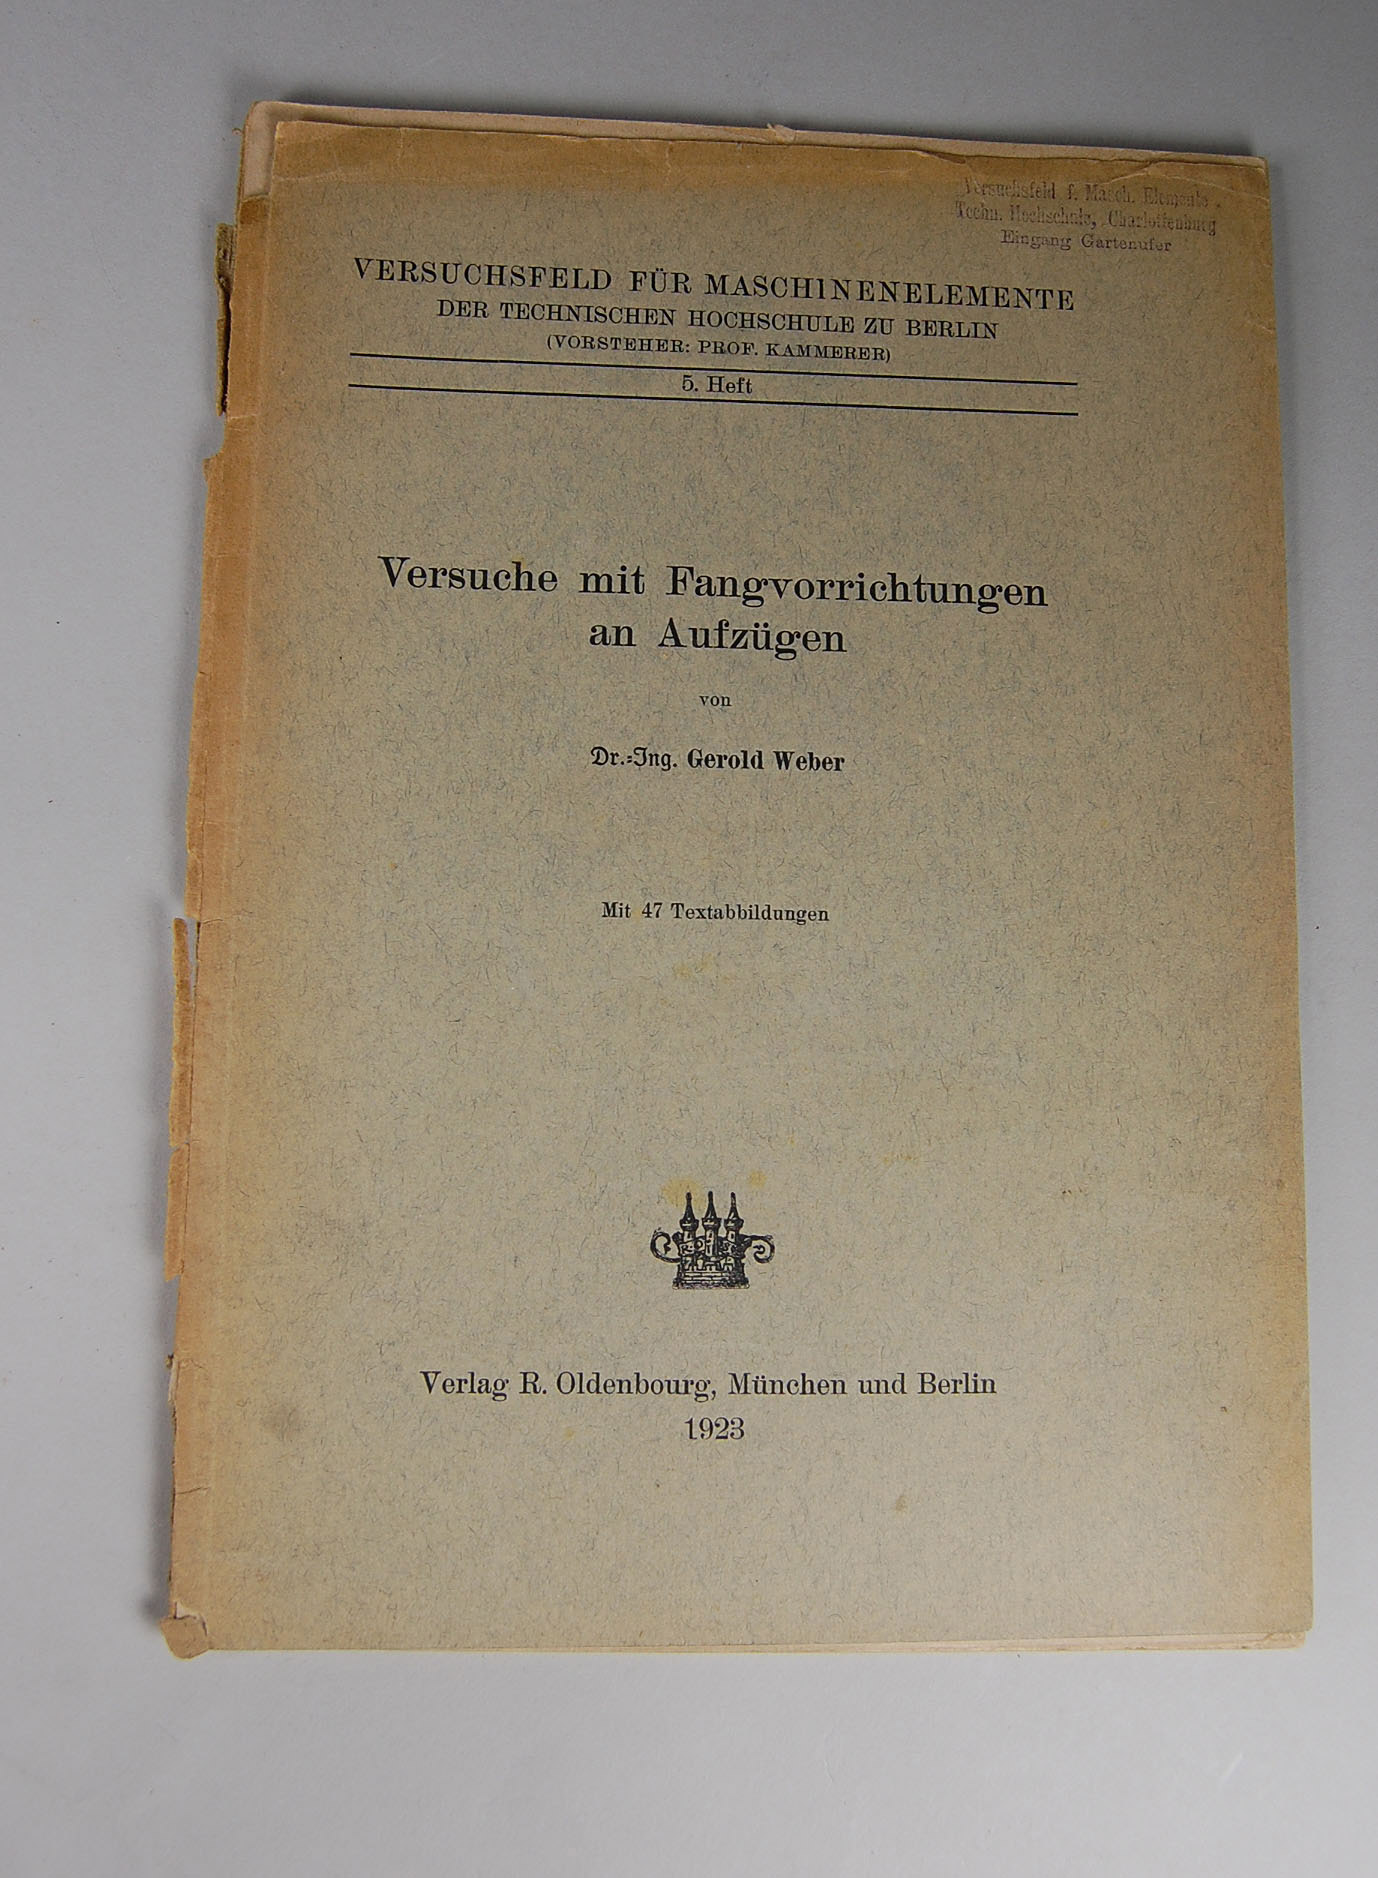 Versuchsfeld f. Masch. Elemente
Techn. Hochschule, Charlottenburg
Eingang Gartenufer
VERSUCHSFELD FÜR MASCHINENELEMENTE
DER TECHNISCHEN HOCHSCHULE ZU BERLIN
(VORSTEHER: PROF. KAMMERER)
5. Heft
Versuche mit Fangvorrichtungen
an Aufzügen
von
Dr.=Ing. Gerold Weber
Mit 47 Textabbildungen
Verlag R. Oldenbourg, München und Berlin
1923